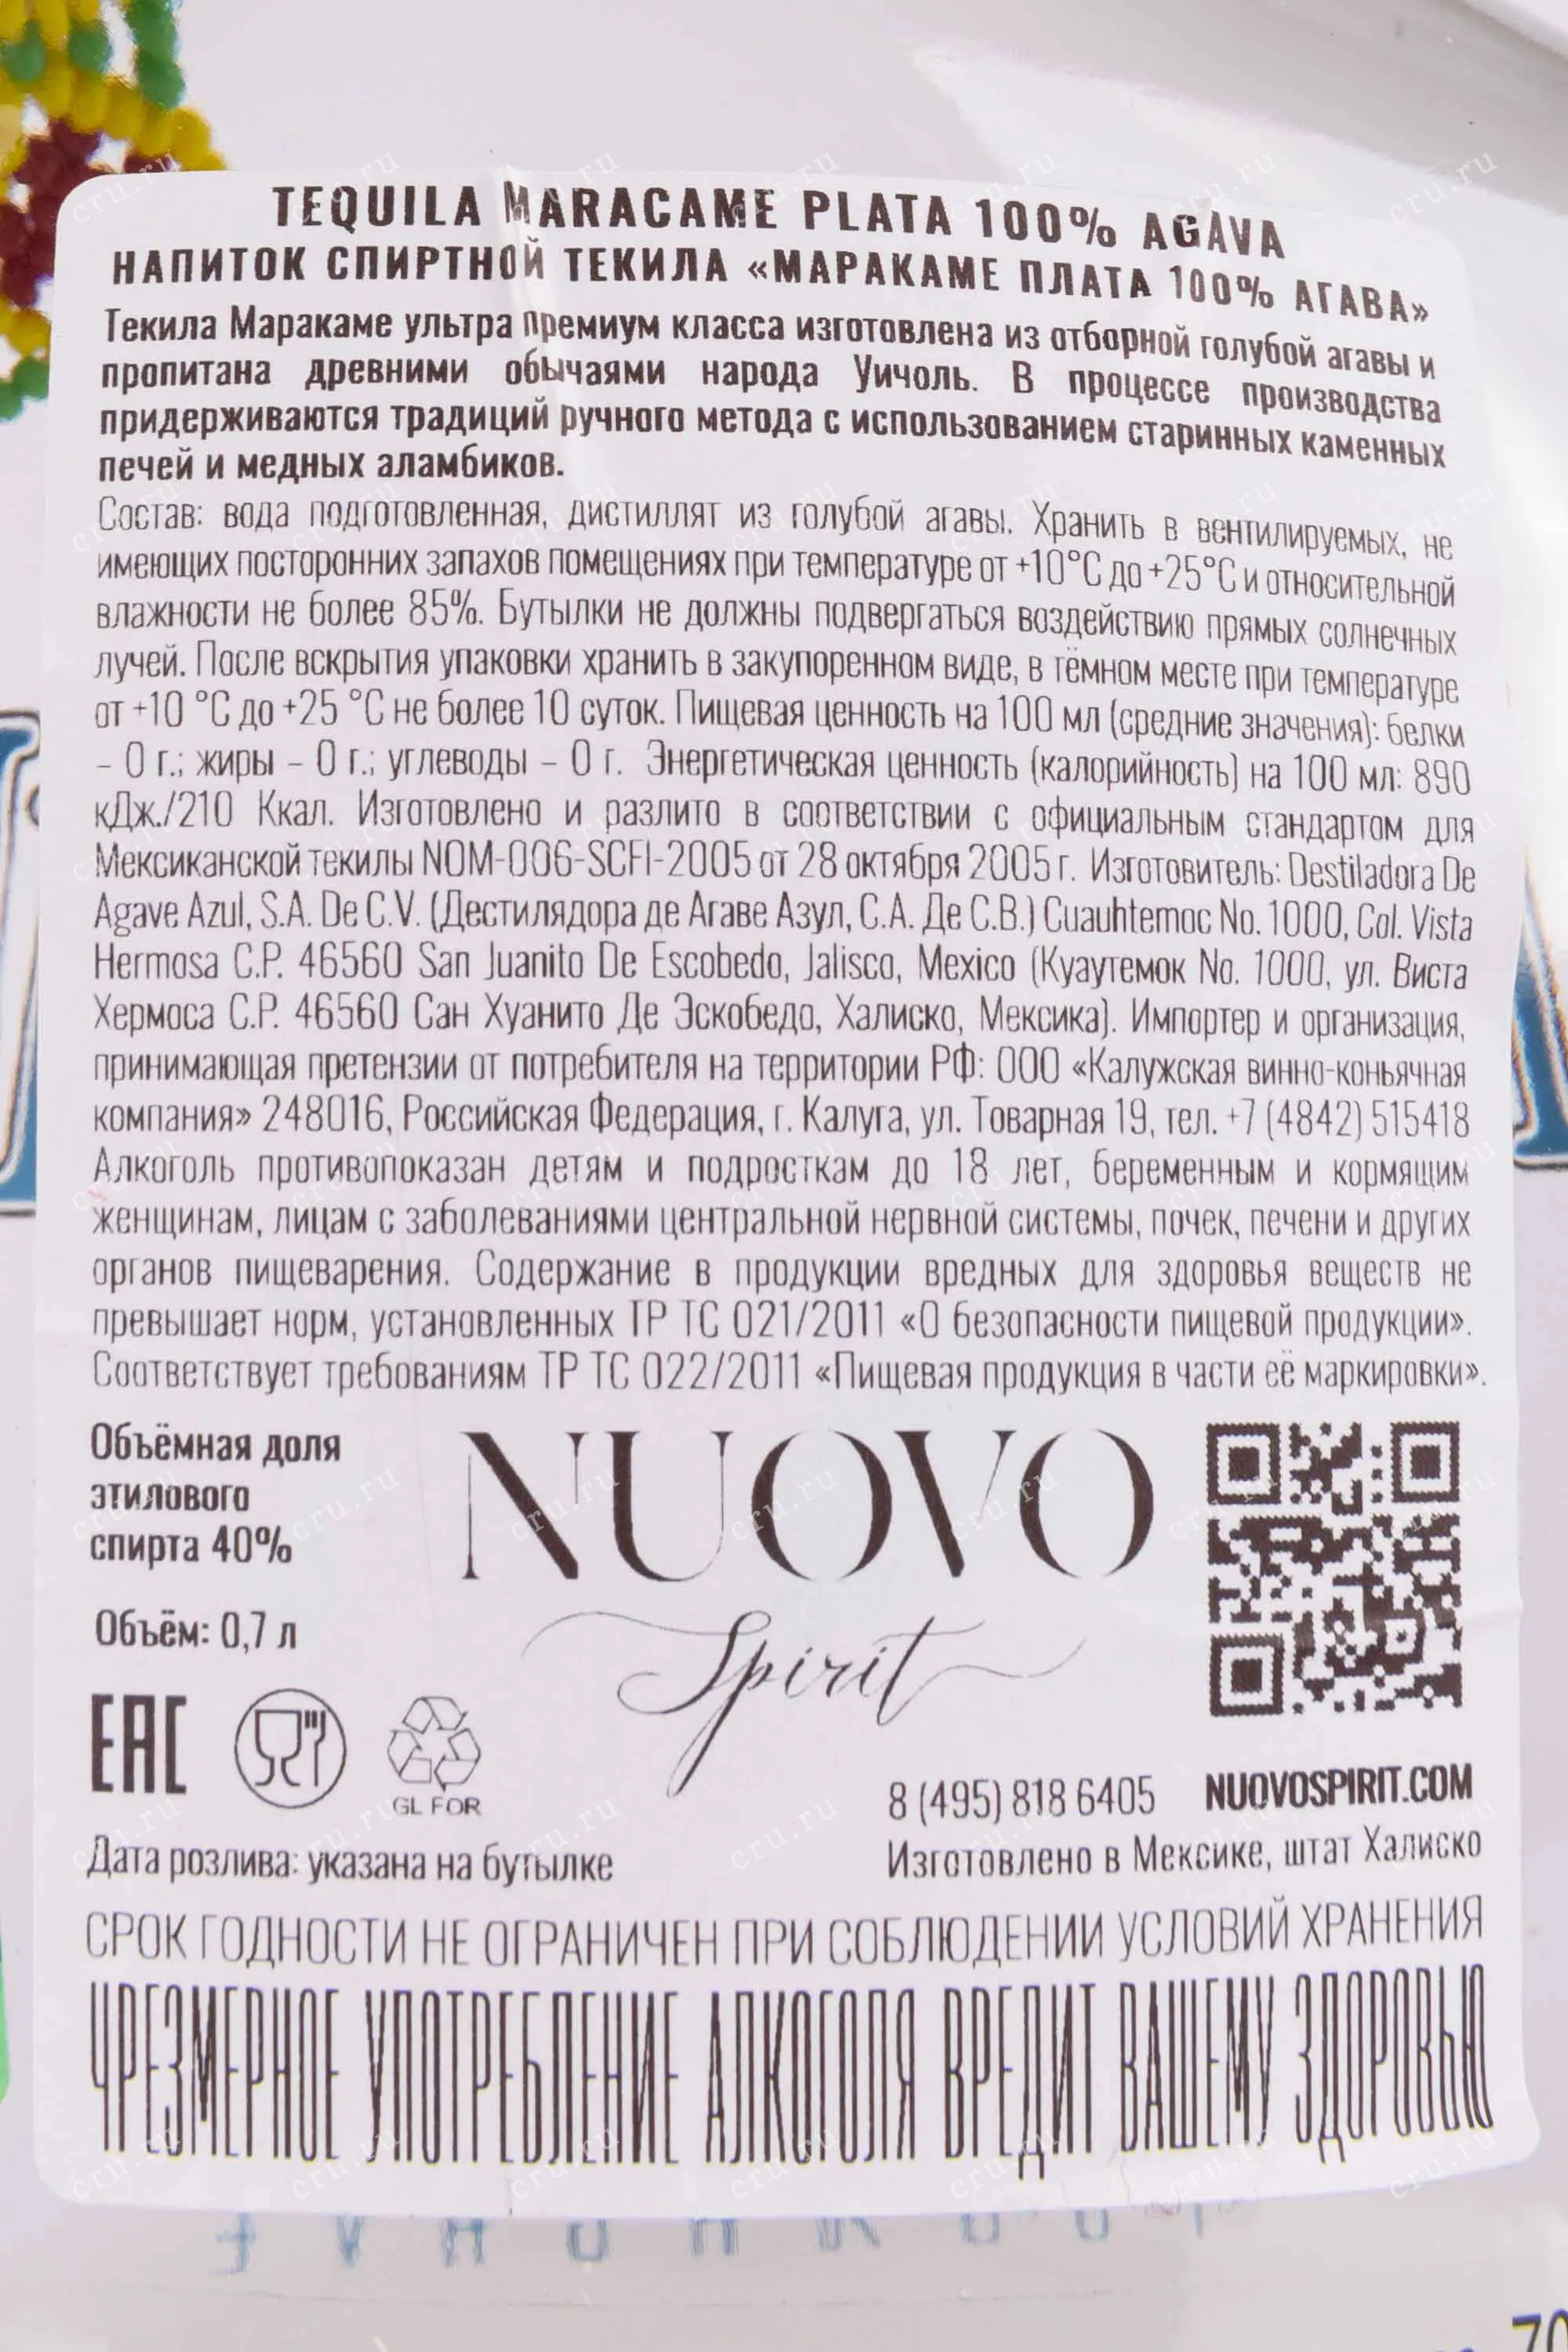 TEQUILA MARACAME PLATA 100% AGAVA
НАПИТОК СПИРТНОЙ ТЕКИЛА «МАРАКАМЕ ПЛАТА 100% АГАВА»
Текила Маракаме ультра премиум класса изготовлена из отборной голубой агавы и
пропитана древними обычаями народа Уичоль. В процессе производства
придерживаются традиций ручного метода с использованием старинных каменных
печей и медных аламбиков.
Состав: вода подготовленная, дистиллят из голубой агавы. Хранить в вентилируемых, не
имеющих посторонних запахов помещениях при температуре от +10°С до +25°С и относительной
влажности не более 85%. Бутылки не должны подвергаться воздействию прямых солнечных
лучей. После вскрытия упаковки хранить в закупоренном виде, в тёмном месте при температуре
от +10 °С до +25 °С не более 10 суток. Пищевая ценность на 100 мл (средние значения): белки
– 0 г.; жиры – 0 г.; углеводы – 0 г. Энергетическая ценность (калорийность) на 100 мл: 890
кДж./210 Ккал. Изготовлено и разлито в соответствии с официальным стандартом для
Мексиканской текилы NOM-006-SCFI-2005 от 28 октября 2005 г. Изготовитель: Destiladora De
Agave Azul, S.A. De C.V. (Дестилядора де Агаве Азул, С.А. Де С.В.) Cuauhtemoc No. 1000, Col. Vista
Hermosa C.P. 46560 San Juanito De Escobedo, Jalisco, Mexico (Куаутемок No. 1000, ул. Виста
Хермоса С.Р. 46560 Сан Хуанито Де Эскобедо, Халиско, Мексика). Импортер и организация,
принимающая претензии от потребителя на территории РФ: ООО «Калужская винно-коньячная
компания» 248016, Российская Федерация, г. Калуга, ул. Товарная 19, тел. +7 (4842) 515418
Алкоголь противопоказан детям и подросткам до 18 лет, беременным и кормящим
женщинам, лицам с заболеваниями центральной нервной системы, почек, печени и других
органов пищеварения. Содержание в продукции вредных для здоровья веществ не
превышает норм, установленных ТР ТС 021/2011 «О безопасности пищевой продукции».
Соответствует требованиям ТР ТС 022/2011 «Пищевая продукция в части её маркировки».
Объёмная доля
этилового
спирта 40%
Объём: 0,7 л
NUOVO
Spirit
EAC
GL FOR
8 (495) 818 6405 NUOVOSPIRIT.COM
Дата розлива: указана на бутылке
Изготовлено в Мексике, штат Халиско
СРОК ГОДНОСТИ НЕ ОГРАНИЧЕН ПРИ СОБЛЮДЕНИИ УСЛОВИЙ ХРАНЕНИЯ
ЧРЕЗМЕРНОЕ УПОТРЕБЛЕНИЕ АЛКОГОЛЯ ВРЕДИТ ВАШЕМУ ЗДОРОВЬЮ
cru.ru